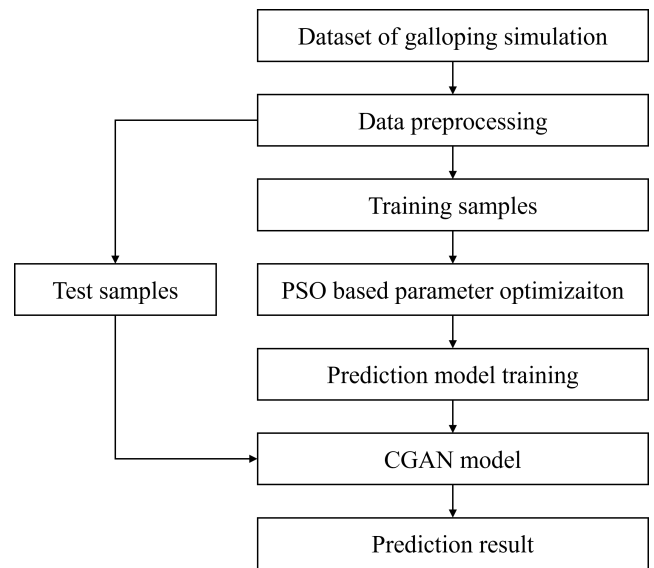 Dataset of galloping simulation
Data preprocessing
Training samples
Test samples
PSO based parameter optimizaiton
Prediction model training
CGAN model
Prediction result